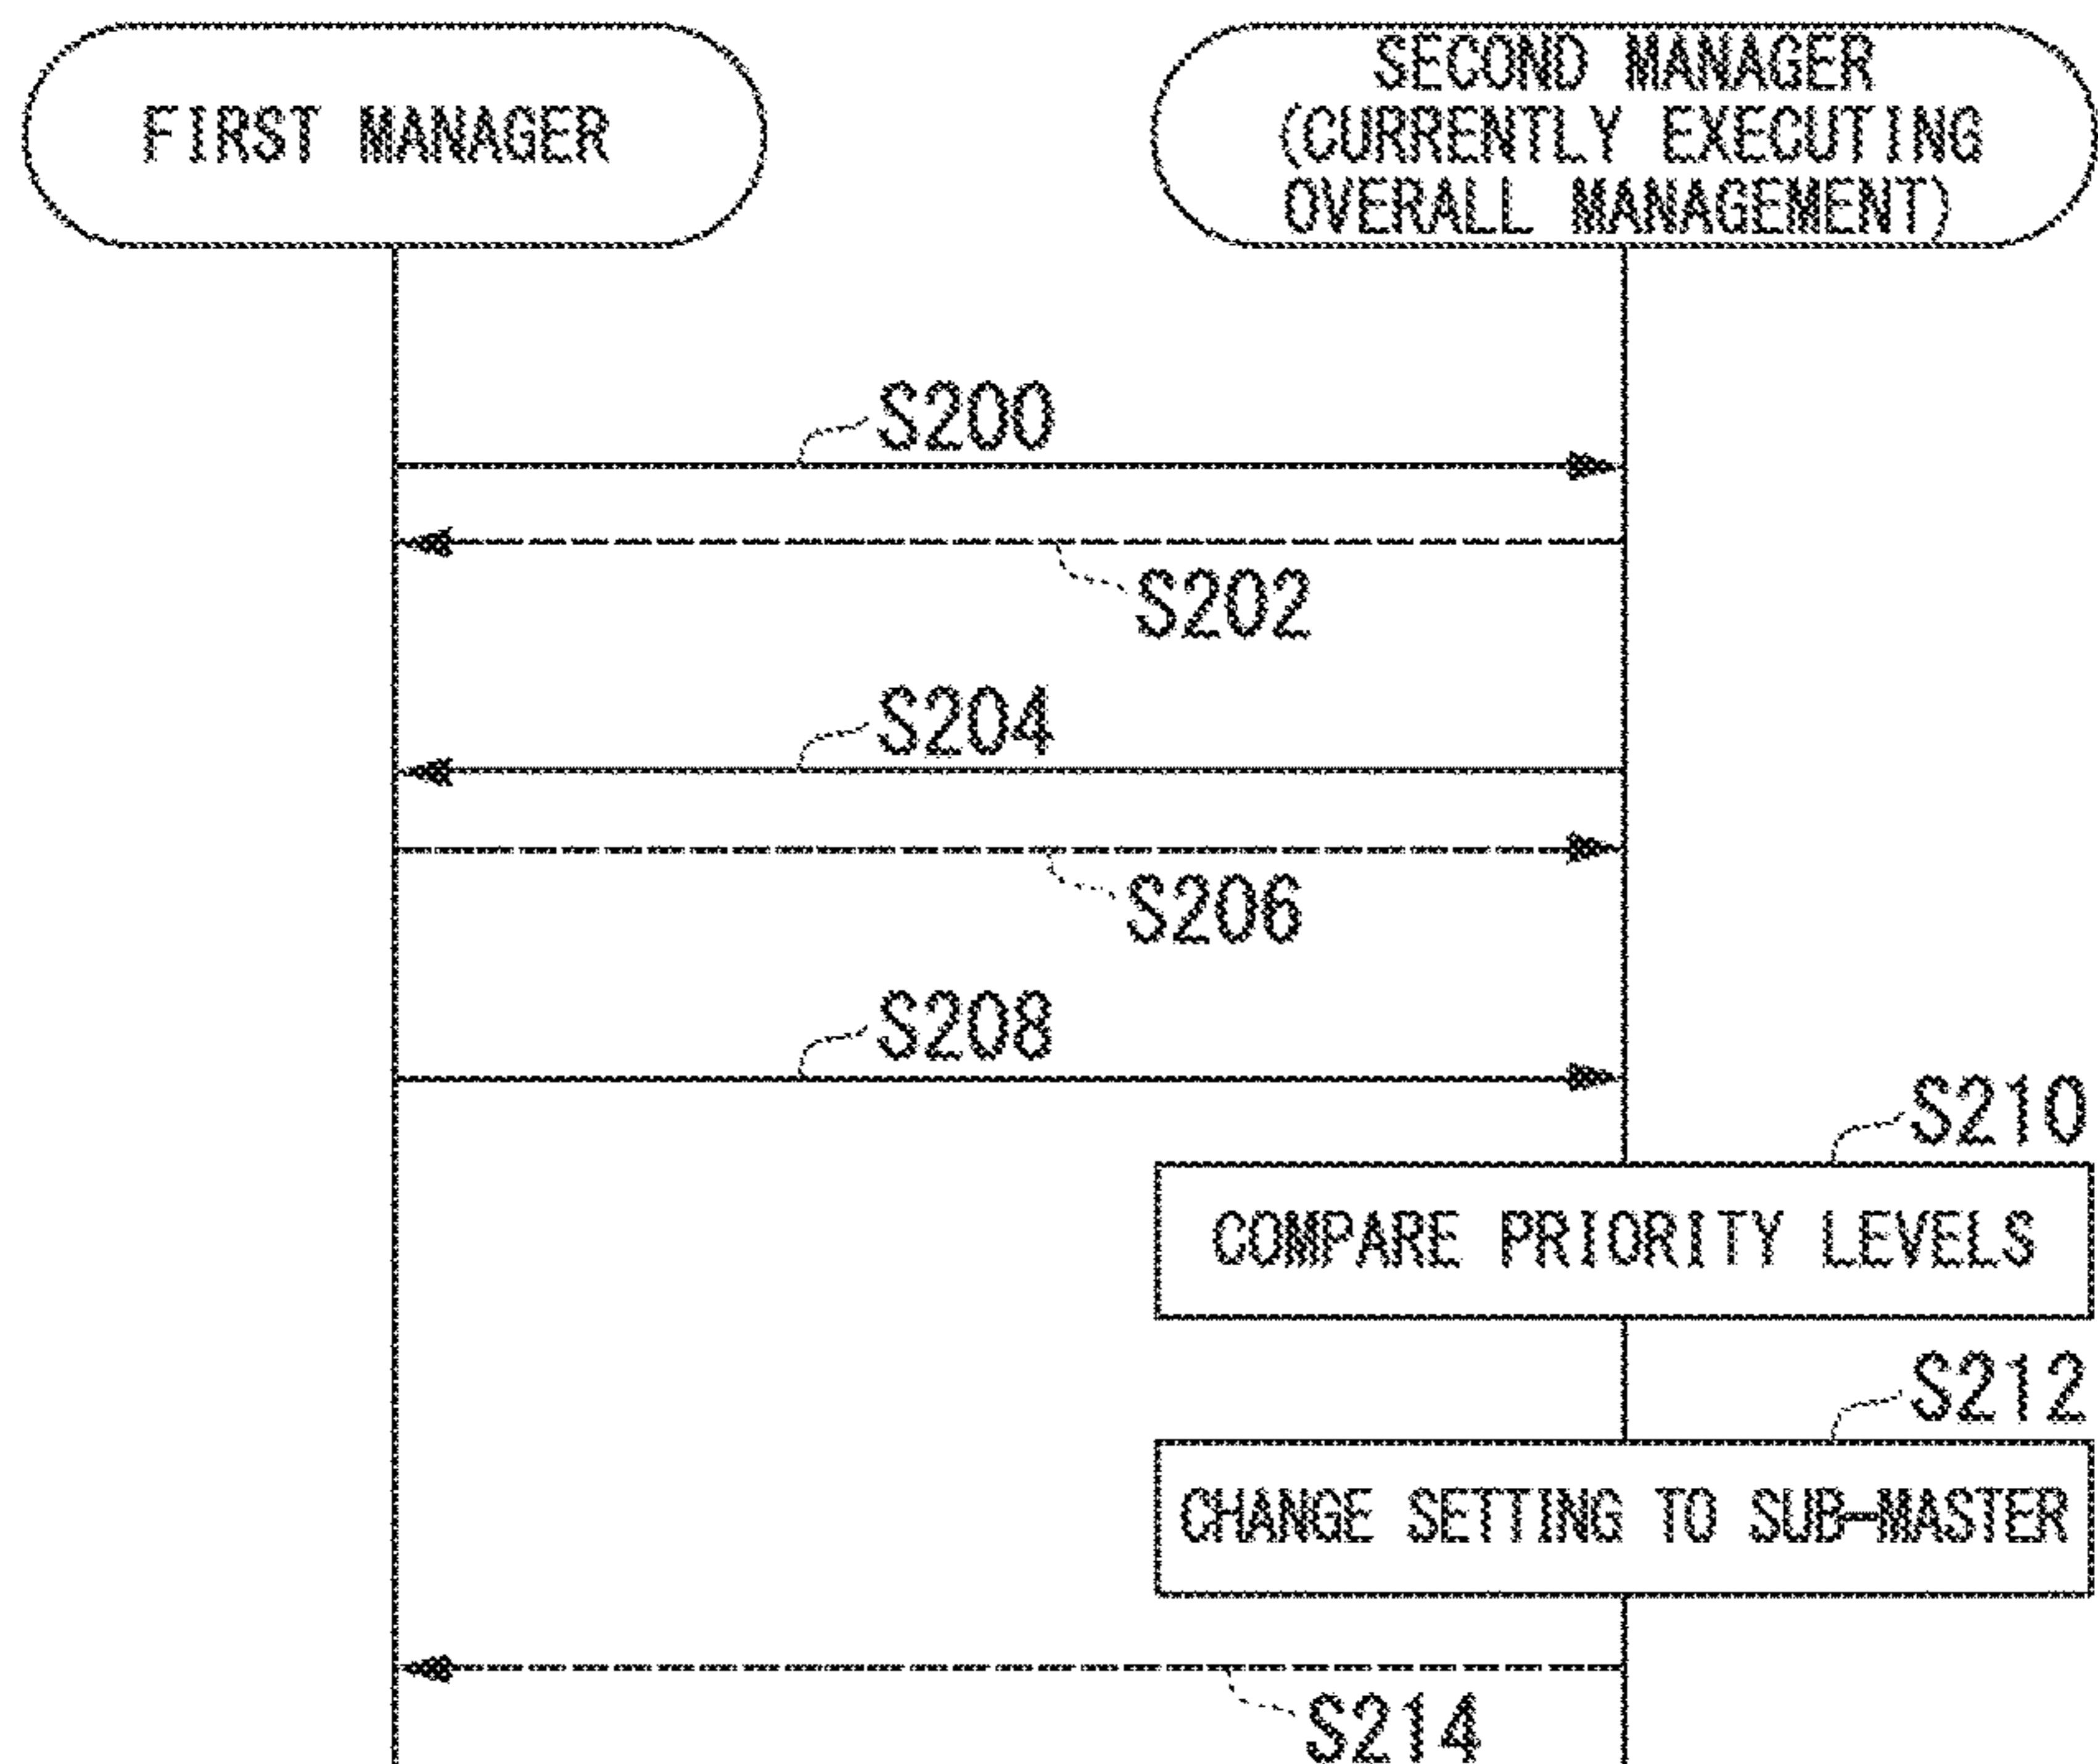 FIRST MANAGER
SECOND MANAGER
(CURRENTLY EXECUTING
OVERALL MANAGEMENT)
S200
S202
S204
S206
S208
S210
COMPARE PRIORITY LEVELS
S212
CHANGE SETTING TO SUB-MASTER
S214